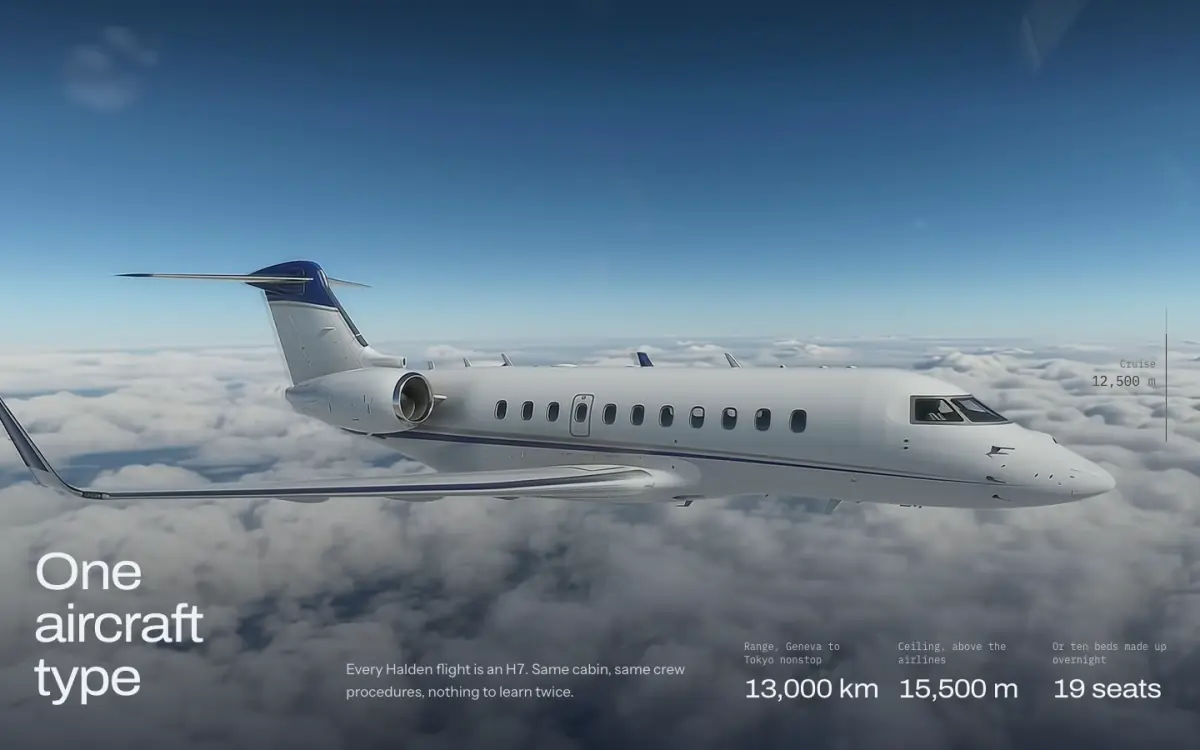 Cruise
12,500 m
One
aircraft
type
Every Halden flight is an H7. Same cabin, same crew
procedures, nothing to learn twice.
Range, Geneva to
Tokyo nonstop
13,000 km
Ceiling, above the
airlines
15,500 m
Or ten beds made up
overnight
19 seats